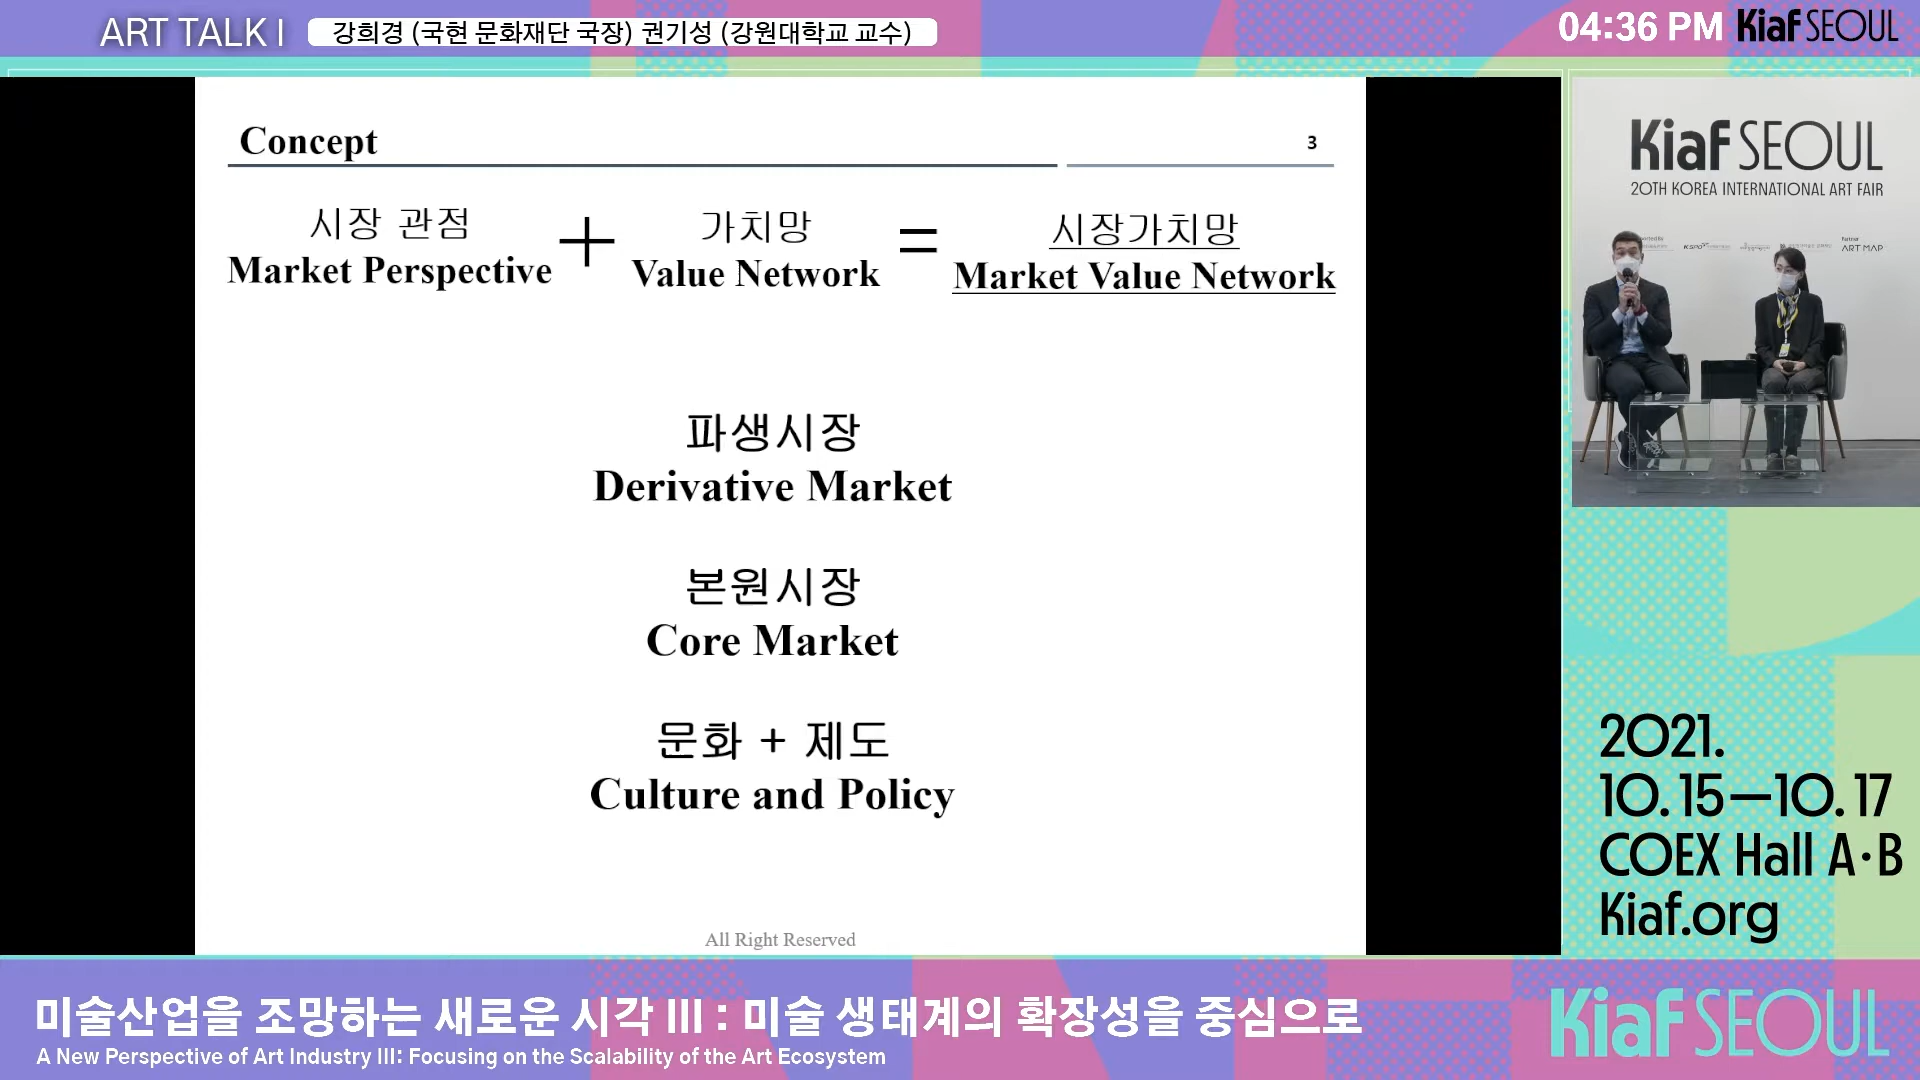 ART TALK I 강희경 (국현 문화재단 국장) 권기성 (강원대학교 교수)
04:36 PM Kiaf SEOUL
Concept
3
시장 관점
Market Perspective
+
가치망
Value Network
=
시장가치망
Market Value Network
파생시장
Derivative Market
본원시장
Core Market
문화 + 제도
Culture and Policy
All Right Reserved
Kiaf SEOUL
20TH KOREA INTERNATIONAL ART FAIR
KSPO
Partner
ART MAP
2021.
10.15—10.17
COEX Hall A·B
Kiaf.org
미술산업을 조망하는 새로운 시각 III : 미술 생태계의 확장성을 중심으로
A New Perspective of Art Industry III: Focusing on the Scalability of the Art Ecosystem
Kiaf SEOUL